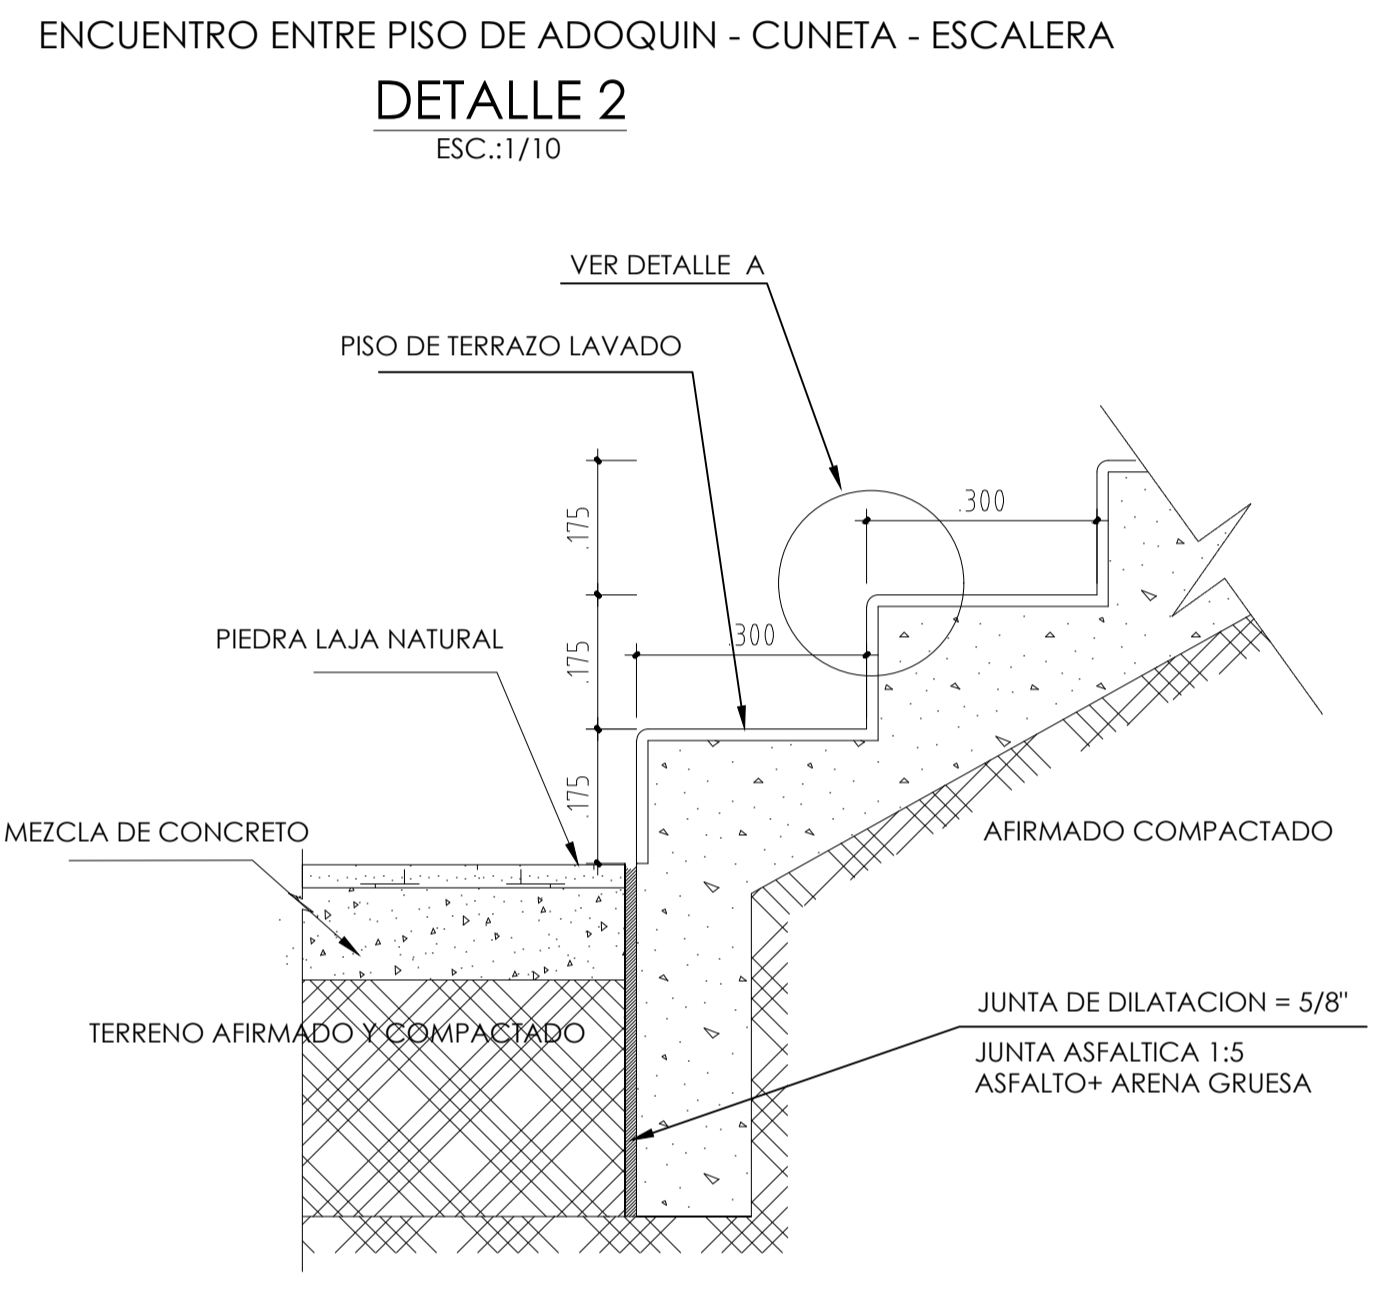 ENCUENTRO ENTRE PISO DE ADOQUIN - CUNETA - ESCALERA
DETALLE 2
ESC.:1/10
VER DETALLE A
PISO DE TERRAZO LAVADO
.300
.175
.300
PIEDRA LAJA NATURAL
.175
.175
MEZCLA DE CONCRETO
AFIRMADO COMPACTADO
TERRENO AFIRMADO Y COMPACTADO
JUNTA DE DILATACION = 5/8"
JUNTA ASFALTICA 1:5
ASFALTO+ ARENA GRUESA